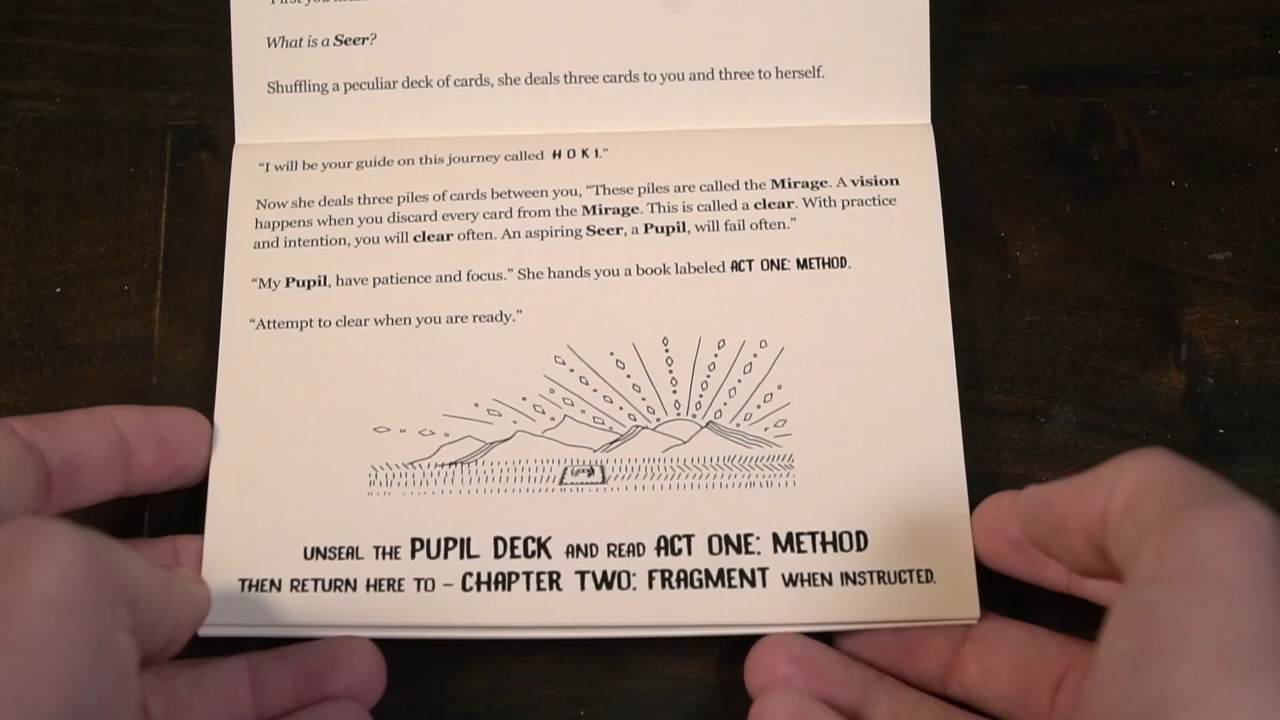 What is a Seer?
Shuffling a peculiar deck of cards, she deals three cards to you and three to herself.
“I will be your guide on this journey called HOKI.”
Now she deals three piles of cards between you, “These piles are called the Mirage. A vision
happens when you discard every card from the Mirage. This is called a clear. With practice
and intention, you will clear often. An aspiring Seer, a Pupil, will fail often.”
“My Pupil, have patience and focus.” She hands you a book labeled ACT ONE: METHOD.
“Attempt to clear when you are ready.”
UNSEAL THE PUPIL DECK AND READ ACT ONE: METHOD
THEN RETURN HERE TO – CHAPTER TWO: FRAGMENT WHEN INSTRUCTED.